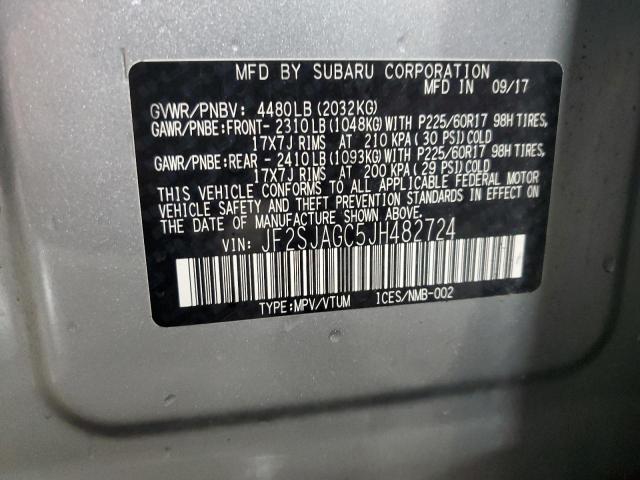 MFD BY SUBARU CORPORATION
MFD IN 09/17
GVWR/PNBV: 4480LB(2032KG)
GAWR/PNBE:FRONT-2310LB(1048KG)WITH P225/60R17 98H TIRES,
17X7J RIMS AT 210 KPA(30 PSI)COLD
GAWR/PNBE:REAR -2410LB(1093KG)WITH P225/60R17 98H TIRES,
17X7J RIMS AT 200 KPA(29 PSI)COLD
THIS VEHICLE CONFORMS TO ALL APPLICABLE FEDERAL MOTOR
VEHICLE SAFETY AND THEFT PREVENTION STANDARDS IN EFFECT ON
THE DATE OF MANUFACTURE SHOWN ABOVE.
VIN: JF2SJAGC5JH482724
TYPE:MPV/VTUM ICES/NMB-002